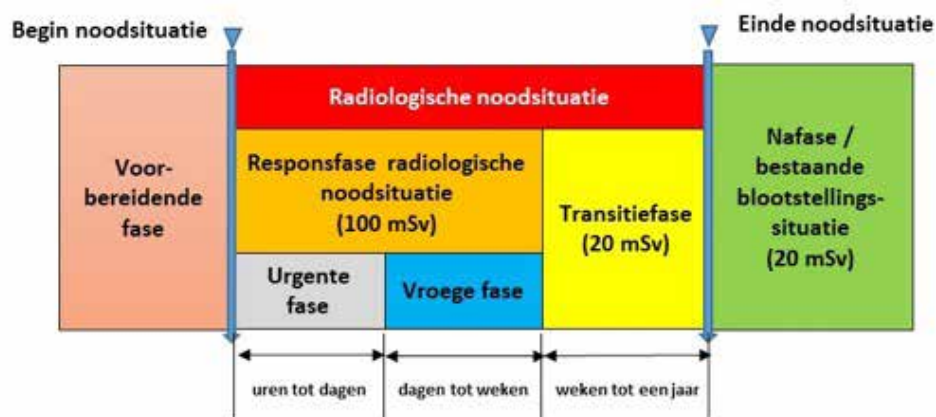 Begin noodsituatie
Einde noodsituatie
Radiologische noodsituatie
Voor-
bereidende
fase
Responsfase radiologische
noodsituatie
(100 mSv)
Urgente
fase
Vroege fase
Transitiefase
(20 mSv)
Nafase /
bestaande
blootstellings-
situatie
(20 mSv)
uren tot dagen
dagen tot weken
weken tot een jaar